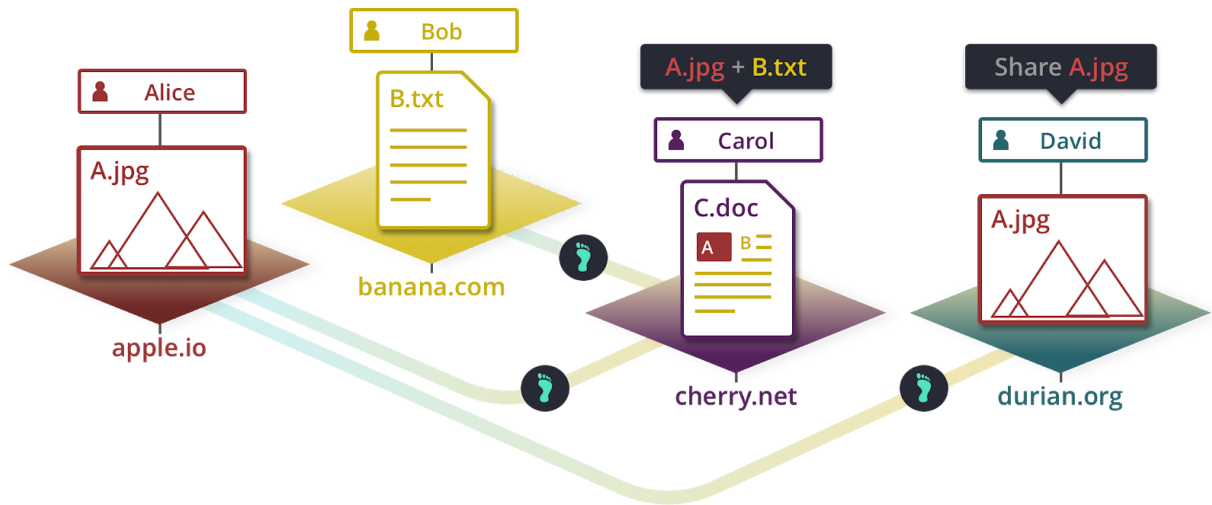 Alice
A.jpg
apple.io
Bob
B.txt
banana.com
A.jpg + B.txt
Carol
C.doc
A
B
cherry.net
Share A.jpg
David
A.jpg
durian.org